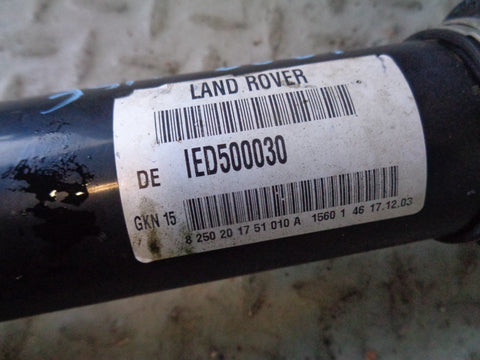 LAND ROVER
DE IED500030
GKN 15
8 250 20 17 51 010 A 1560 1 46 17.12.03